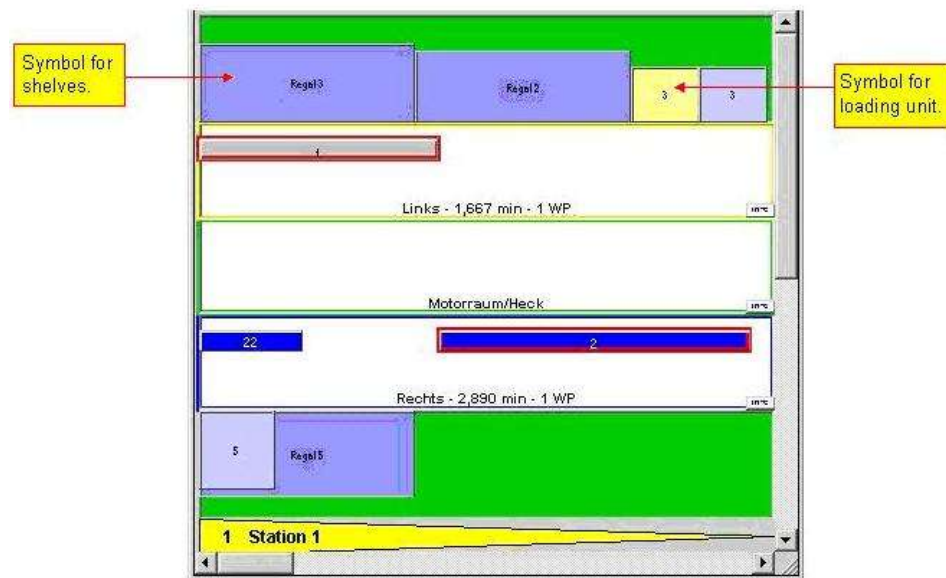 Symbol for
shelves.
Regal3
Regal2
3
3
Symbol for
loading unit.
1
Links - 1,667 min - 1 WP
Motorraum/Heck
22
2
Rechts - 2,890 min - 1 WP
5
Regal5
1 Station 1